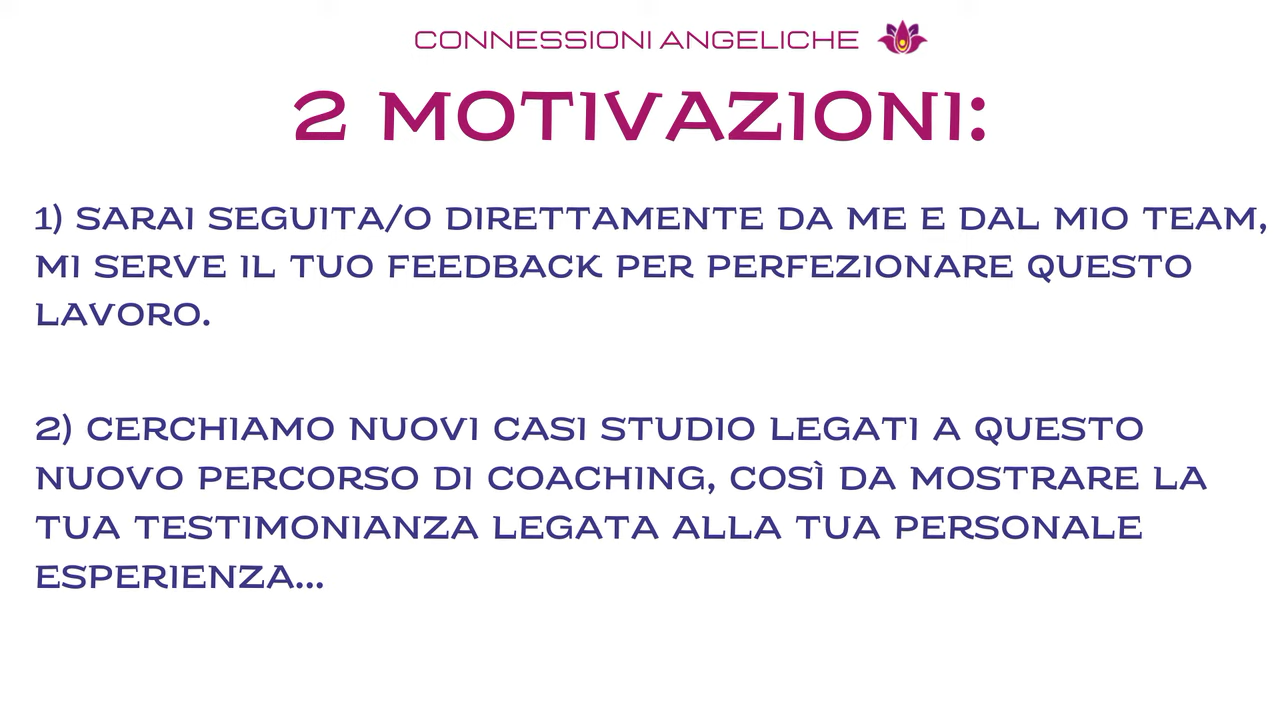 CONNESSIONI ANGELICHE
2 MOTIVAZIONI:
1) SARAI SEGUITA/O DIRETTAMENTE DA ME E DAL MIO TEAM,
MI SERVE IL TUO FEEDBACK PER PERFEZIONARE QUESTO
LAVORO.
2) CERCHIAMO NUOVI CASI STUDIO LEGATI A QUESTO
NUOVO PERCORSO DI COACHING, COSÌ DA MOSTRARE LA
TUA TESTIMONIANZA LEGATA ALLA TUA PERSONALE
ESPERIENZA...